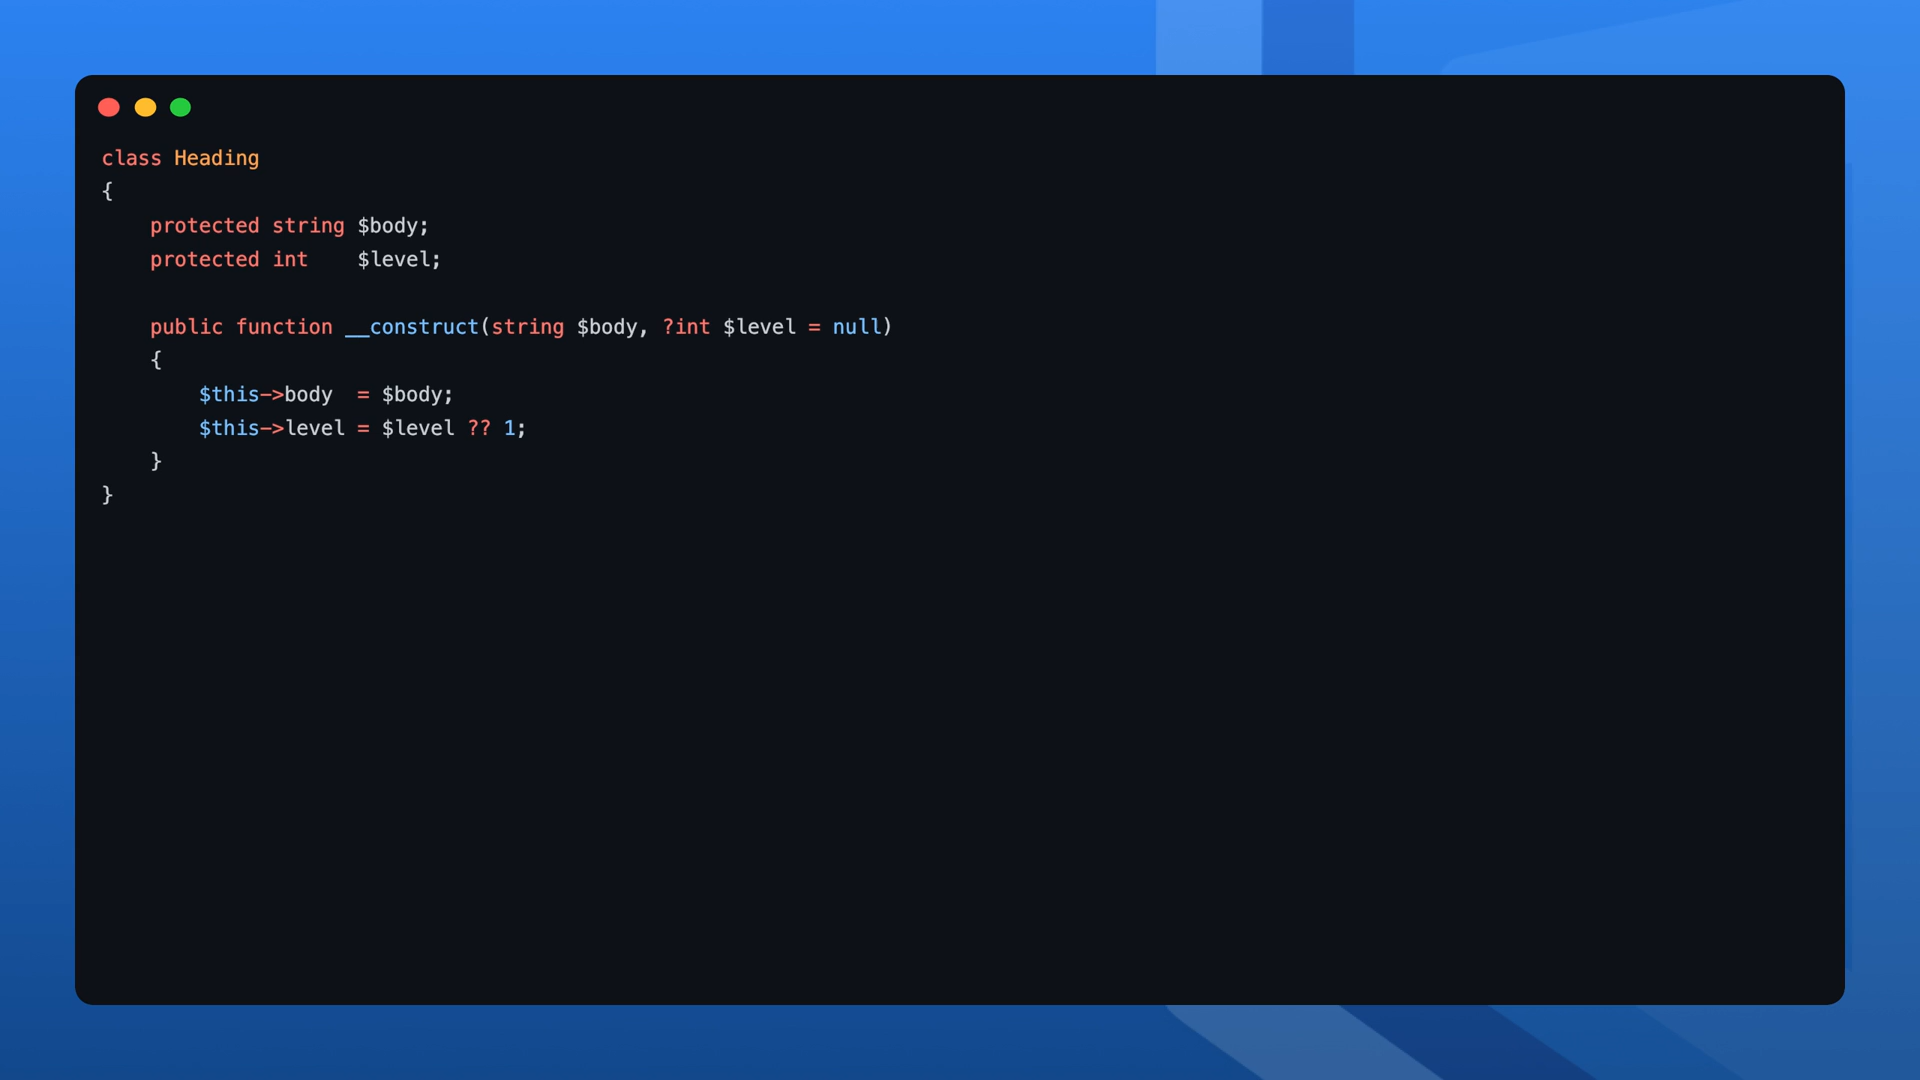 class Heading
{
    protected string $body;
    protected int    $level;

    public function __construct(string $body, ?int $level = null)
    {
        $this->body  = $body;
        $this->level = $level ?? 1;
    }
}